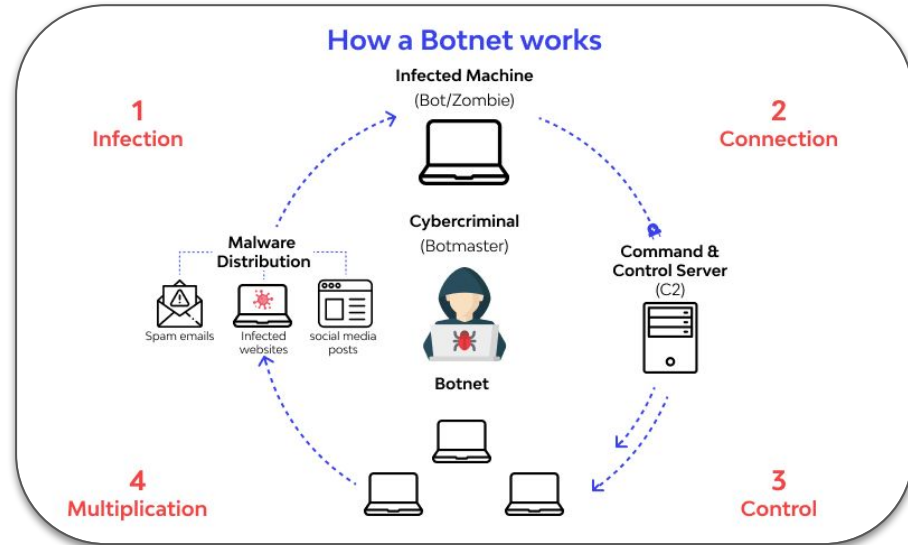 How a Botnet works
Infected Machine
(Bot/Zombie)
1
Infection
2
Connection
Cybercriminal
(Botmaster)
Malware
Distribution
Spam emails
Infected
websites
social media
posts
Command &
Control Server
(C2)
Botnet
4
Multiplication
3
Control